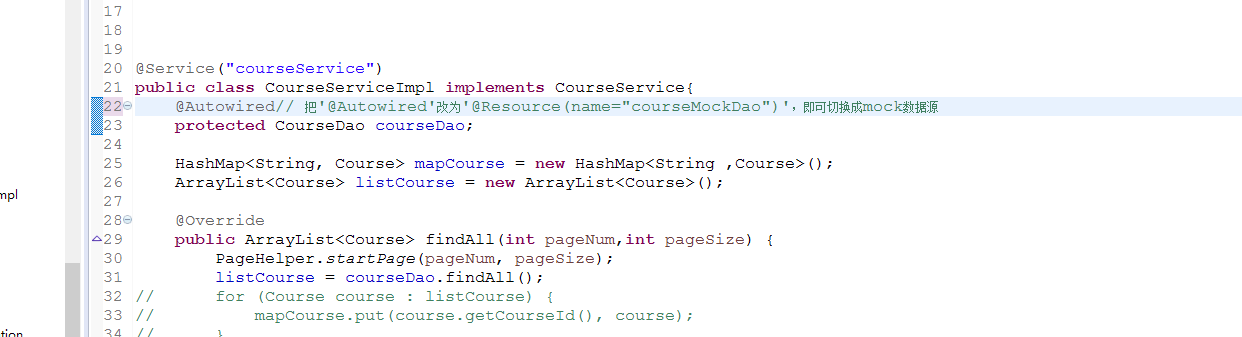 17
18
19
20 @Service("courseService")
21 public class CourseServiceImpl implements CourseService{
22 @Autowired// 把'@Autowired'改为'@Resource(name="courseMockDao")'，即可切换成mock数据源
23 protected CourseDao courseDao;
24
25 HashMap<String, Course> mapCourse = new HashMap<String ,Course>();
26 ArrayList<Course> listCourse = new ArrayList<Course>();
mpl
27
28 @Override
29 public ArrayList<Course> findAll(int pageNum,int pageSize) {
30 PageHelper.startPage(pageNum, pageSize);
31 listCourse = courseDao.findAll();
32 // for (Course course : listCourse) {
33 // mapCourse.put(course.getCourseId(), course);
tion
34 // }